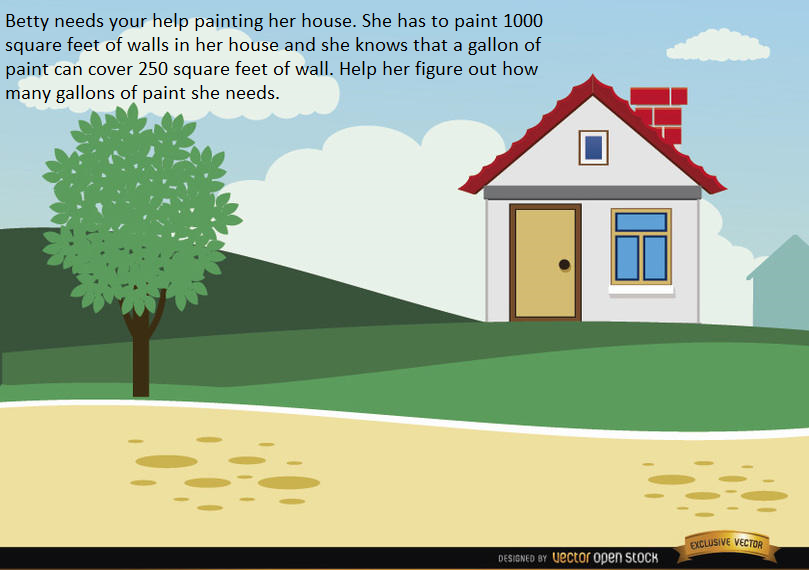 Betty needs your help painting her house. She has to paint 1000
square feet of walls in her house and she knows that a gallon of
paint can cover 250 square feet of wall. Help her figure out how
many gallons of paint she needs.
DESIGNED BY vector open stock
EXCLUSIVE VECTOR